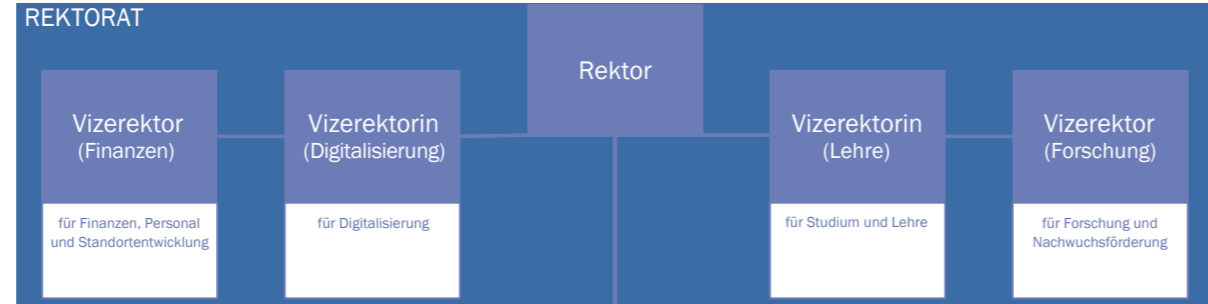 REKTORAT
Rektor
Vizerektor
(Finanzen)
für Finanzen, Personal
und Standortentwicklung
Vizerektorin
(Digitalisierung)
für Digitalisierung
Vizerektorin
(Lehre)
für Studium und Lehre
Vizerektor
(Forschung)
für Forschung und
Nachwuchsförderung